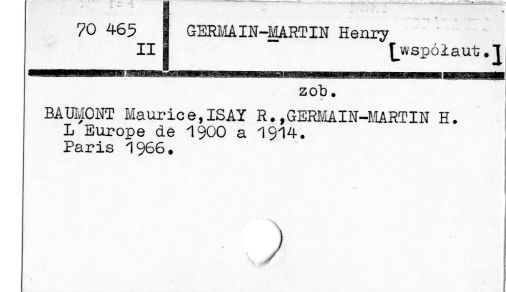 70 465
II
GERMAIN-MARTIN Henry
[współaut.]
zob.
BAUMONT Maurice,ISAY R.,GERMAIN-MARTIN H.
L'Europe de 1900 a 1914.
Paris 1966.